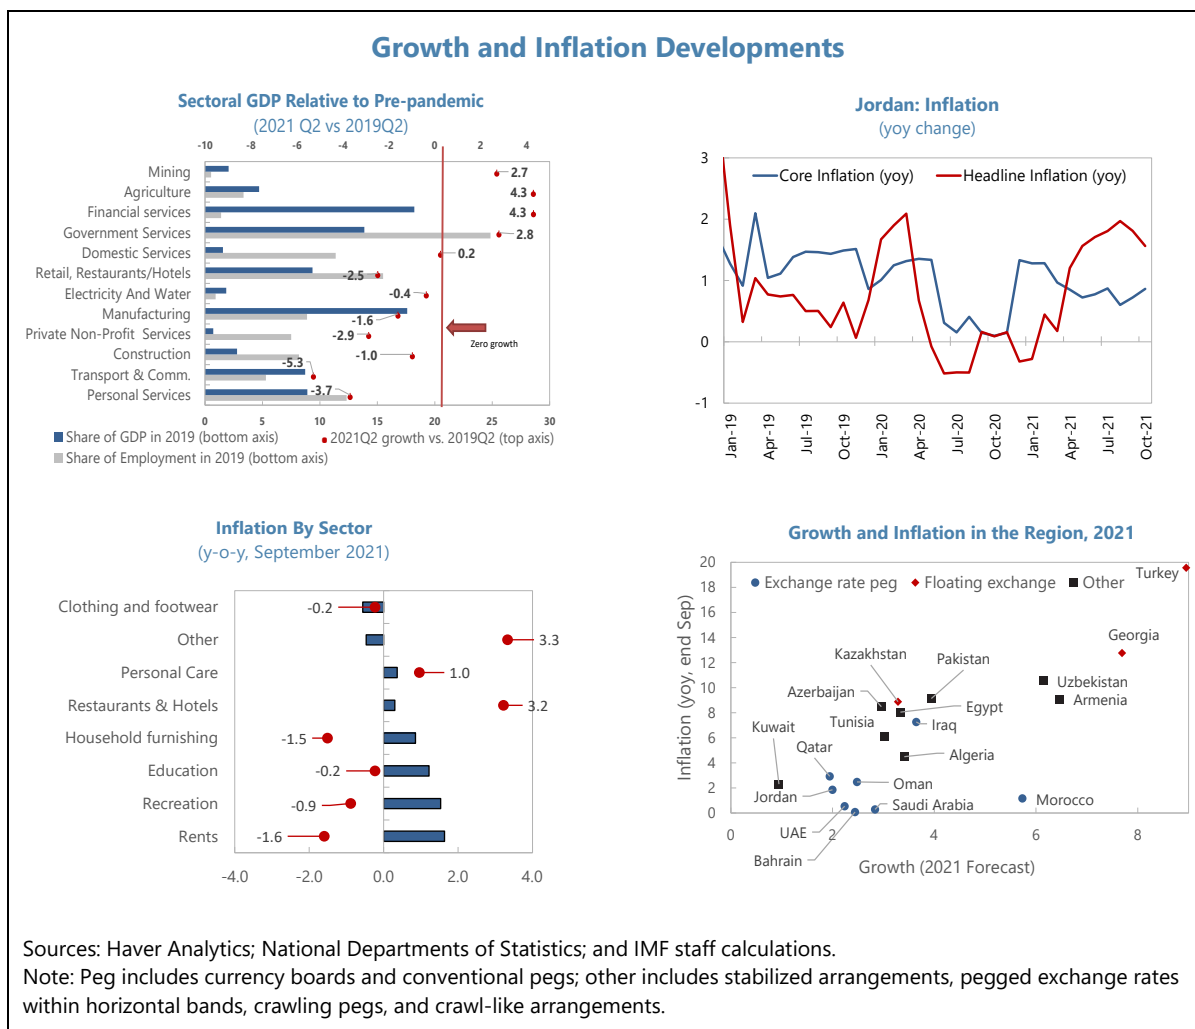 Growth and Inflation Developments
Sectoral GDP Relative to Pre-pandemic
(2021 Q2 vs 2019Q2)
-10 -8 -6 -4 -2 0 2 4
Mining 2.7
Agriculture 4.3
Financial services 4.3
Government Services 2.8
Domestic Services 0.2
Retail, Restaurants/Hotels -2.5
Electricity And Water -0.4
Manufacturing -1.6
Private Non-Profit Services -2.9
Zero growth
Construction -1.0
Transport & Comm. -5.3
Personal Services -3.7
0 5 10 15 20 25 30
Share of GDP in 2019 (bottom axis)
2021Q2 growth vs. 2019Q2 (top axis)
Share of Employment in 2019 (bottom axis)
Jordan: Inflation
(yoy change)
Core Inflation (yoy)
Headline Inflation (yoy)
3
2
1
0
-1
Jan-19
Apr-19
Jul-19
Oct-19
Jan-20
Apr-20
Jul-20
Oct-20
Jan-21
Apr-21
Jul-21
Oct-21
Inflation By Sector
(y-o-y, September 2021)
Clothing and footwear -0.2
Other 3.3
Personal Care 1.0
Restaurants & Hotels 3.2
Household furnishing -1.5
Education -0.2
Recreation -0.9
Rents -1.6
-4.0 -2.0 0.0 2.0 4.0
Growth and Inflation in the Region, 2021
Exchange rate peg
Floating exchange
Other
Inflation (yoy, end Sep)
20
18
16
14
12
10
8
6
4
2
0
Turkey
Georgia
Kazakhstan
Pakistan
Uzbekistan
Azerbaijan
Armenia
Egypt
Kuwait
Tunisia
Iraq
Qatar
Algeria
Jordan
Oman
Morocco
Saudi Arabia
UAE
Bahrain
0 2 4 6 8
Growth (2021 Forecast)
Sources: Haver Analytics; National Departments of Statistics; and IMF staff calculations.
Note: Peg includes currency boards and conventional pegs; other includes stabilized arrangements, pegged exchange rates
within horizontal bands, crawling pegs, and crawl-like arrangements.